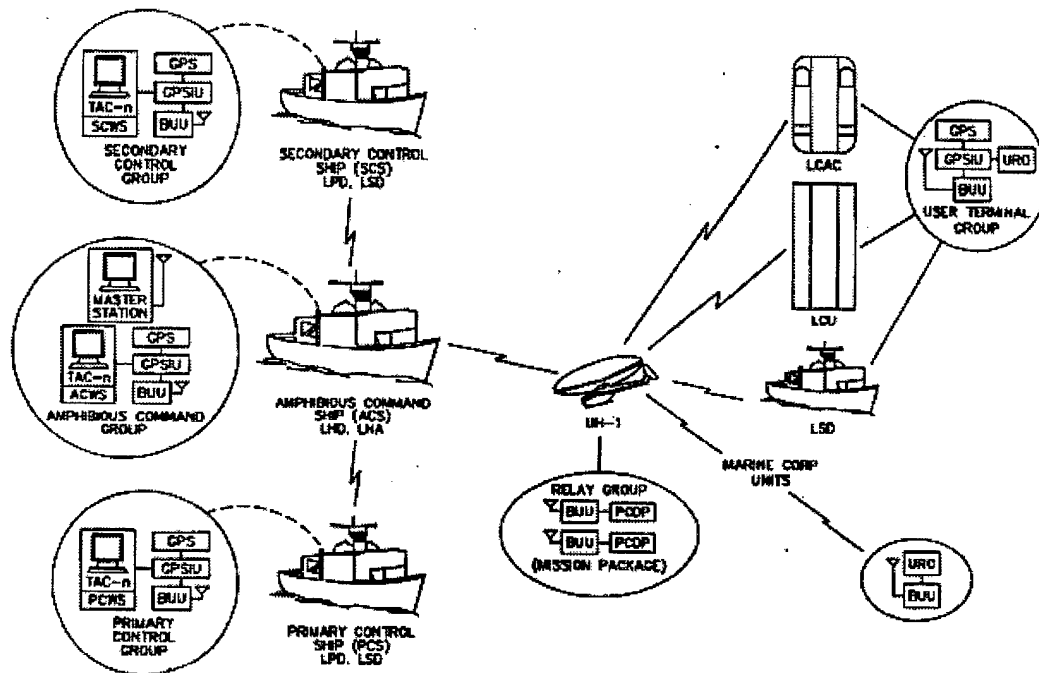 GPS
TAC-n
GPSIU
SCWS
BUU
SECONDARY
CONTROL
GROUP
SECONDARY CONTROL
SHIP (SCS)
LPD, LSD
MASTER
STATION
GPS
TAC-n
GPSIU
ACWS
BUU
AMPHIBIOUS COMMAND
GROUP
AMPHIBIOUS COMMAND
SHIP (ACS)
LHD, LHA
GPS
TAC-n
GPSIU
PCWS
BUU
PRIMARY
CONTROL
GROUP
PRIMARY CONTROL
SHIP (PCS)
LPD, LSD
UH-1
RELAY GROUP
BUU PCDP
BUU PCDP
(MISSION PACKAGE)
LCAC
LCU
LSD
GPS
GPSIU URO
BUU
USER TERMINAL
GROUP
MARINE CORP
UNITS
URO
BUU